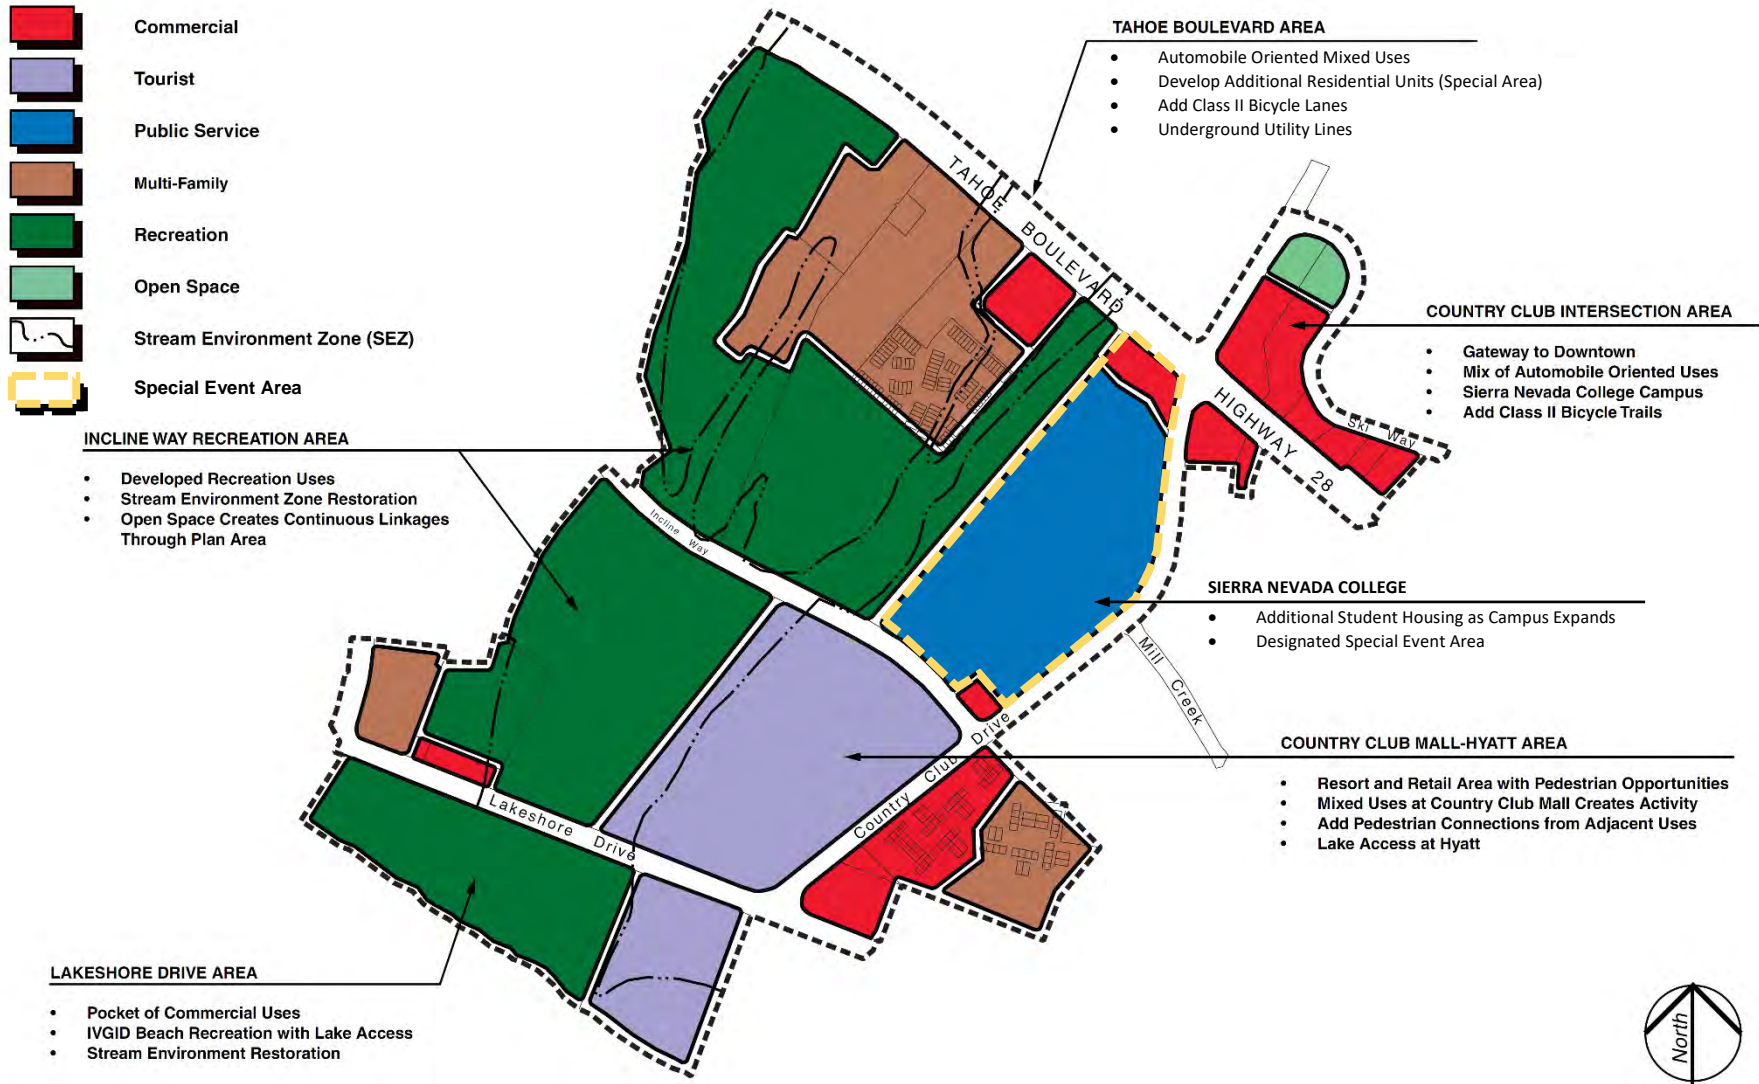 Commercial
Tourist
Public Service
Multi-Family
Recreation
Open Space
Stream Environment Zone (SEZ)
Special Event Area
TAHOE BOULEVARD AREA
• Automobile Oriented Mixed Uses
• Develop Additional Residential Units (Special Area)
• Add Class II Bicycle Lanes
• Underground Utility Lines
TAHOE BOULEVARD
COUNTRY CLUB INTERSECTION AREA
• Gateway to Downtown
• Mix of Automobile Oriented Uses
• Sierra Nevada College Campus
• Add Class II Bicycle Trails
HIGHWAY 28
Ski Way
INCLINE WAY RECREATION AREA
• Developed Recreation Uses
• Stream Environment Zone Restoration
• Open Space Creates Continuous Linkages
Through Plan Area
Incline Way
SIERRA NEVADA COLLEGE
• Additional Student Housing as Campus Expands
• Designated Special Event Area
Mill Creek
Country Club Drive
COUNTRY CLUB MALL-HYATT AREA
• Resort and Retail Area with Pedestrian Opportunities
• Mixed Uses at Country Club Mall Creates Activity
• Add Pedestrian Connections from Adjacent Uses
• Lake Access at Hyatt
Lakeshore Drive
LAKESHORE DRIVE AREA
• Pocket of Commercial Uses
• IVGID Beach Recreation with Lake Access
• Stream Environment Restoration
North